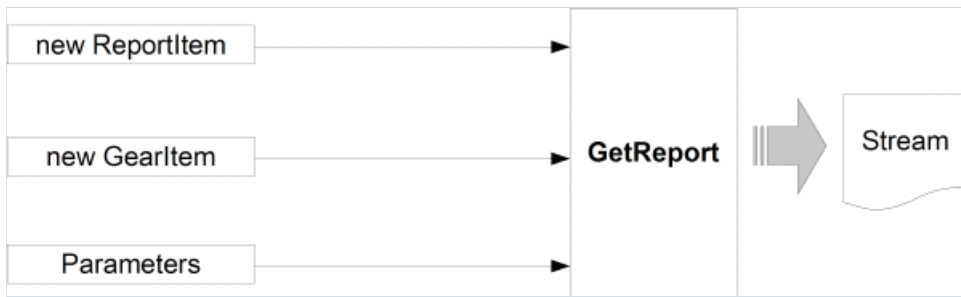 new ReportItem
new GearItem
GetReport
Stream
Parameters